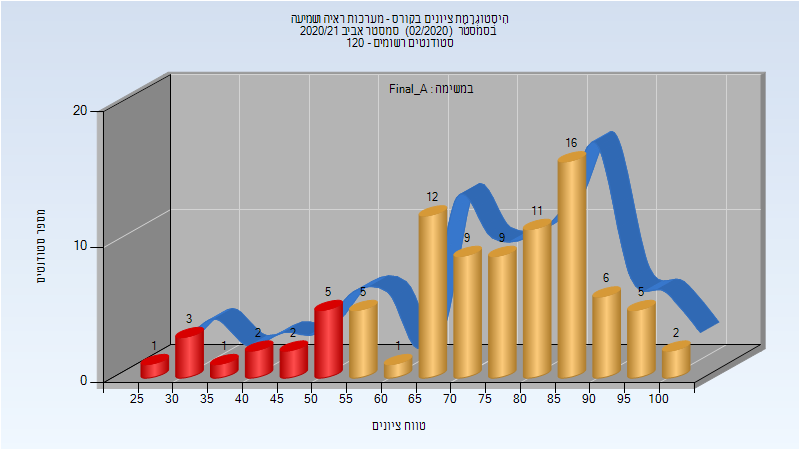 היסטוגרמת ציונים בקורס - מערכות ראיה ושמיעה
בסמסטר (02/2020) סמסטר אביב 2020/21
סטודנטים רשומים - 120
במשימה : Final_A
20
10
0
מספר סטודנטים
1 3 1 2 2 5 5 1 12 9 9 11 16 6 5 2
25 30 35 40 45 50 55 60 65 70 75 80 85 90 95 100
טווח ציונים